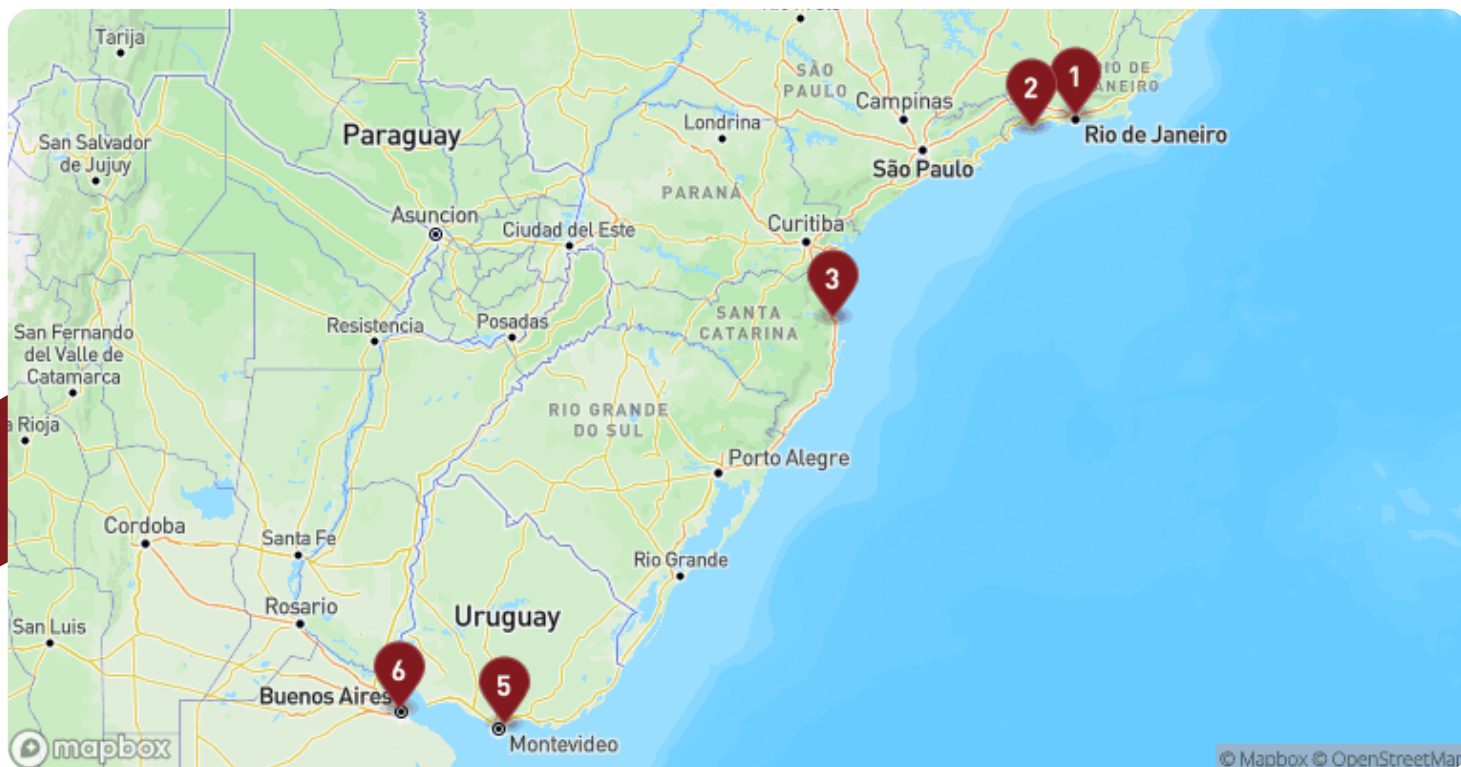 Tarija
SÃO
PAULO
Campinas
2
1
RIO DE
JANEIRO
Rio de Janeiro
São Paulo
Londrina
Paraguay
San Salvador
de Jujuy
PARANÁ
Asuncion
Ciudad del Este
Curitiba
3
SANTA
CATARINA
Resistencia
Posadas
San Fernando
del Valle de
Catamarca
a Rioja
RIO GRANDE
DO SUL
Porto Alegre
Cordoba
Santa Fe
Rio Grande
Rosario
Uruguay
San Luis
6
5
Buenos Aires
Montevideo
mapbox
© Mapbox © OpenStreetMap